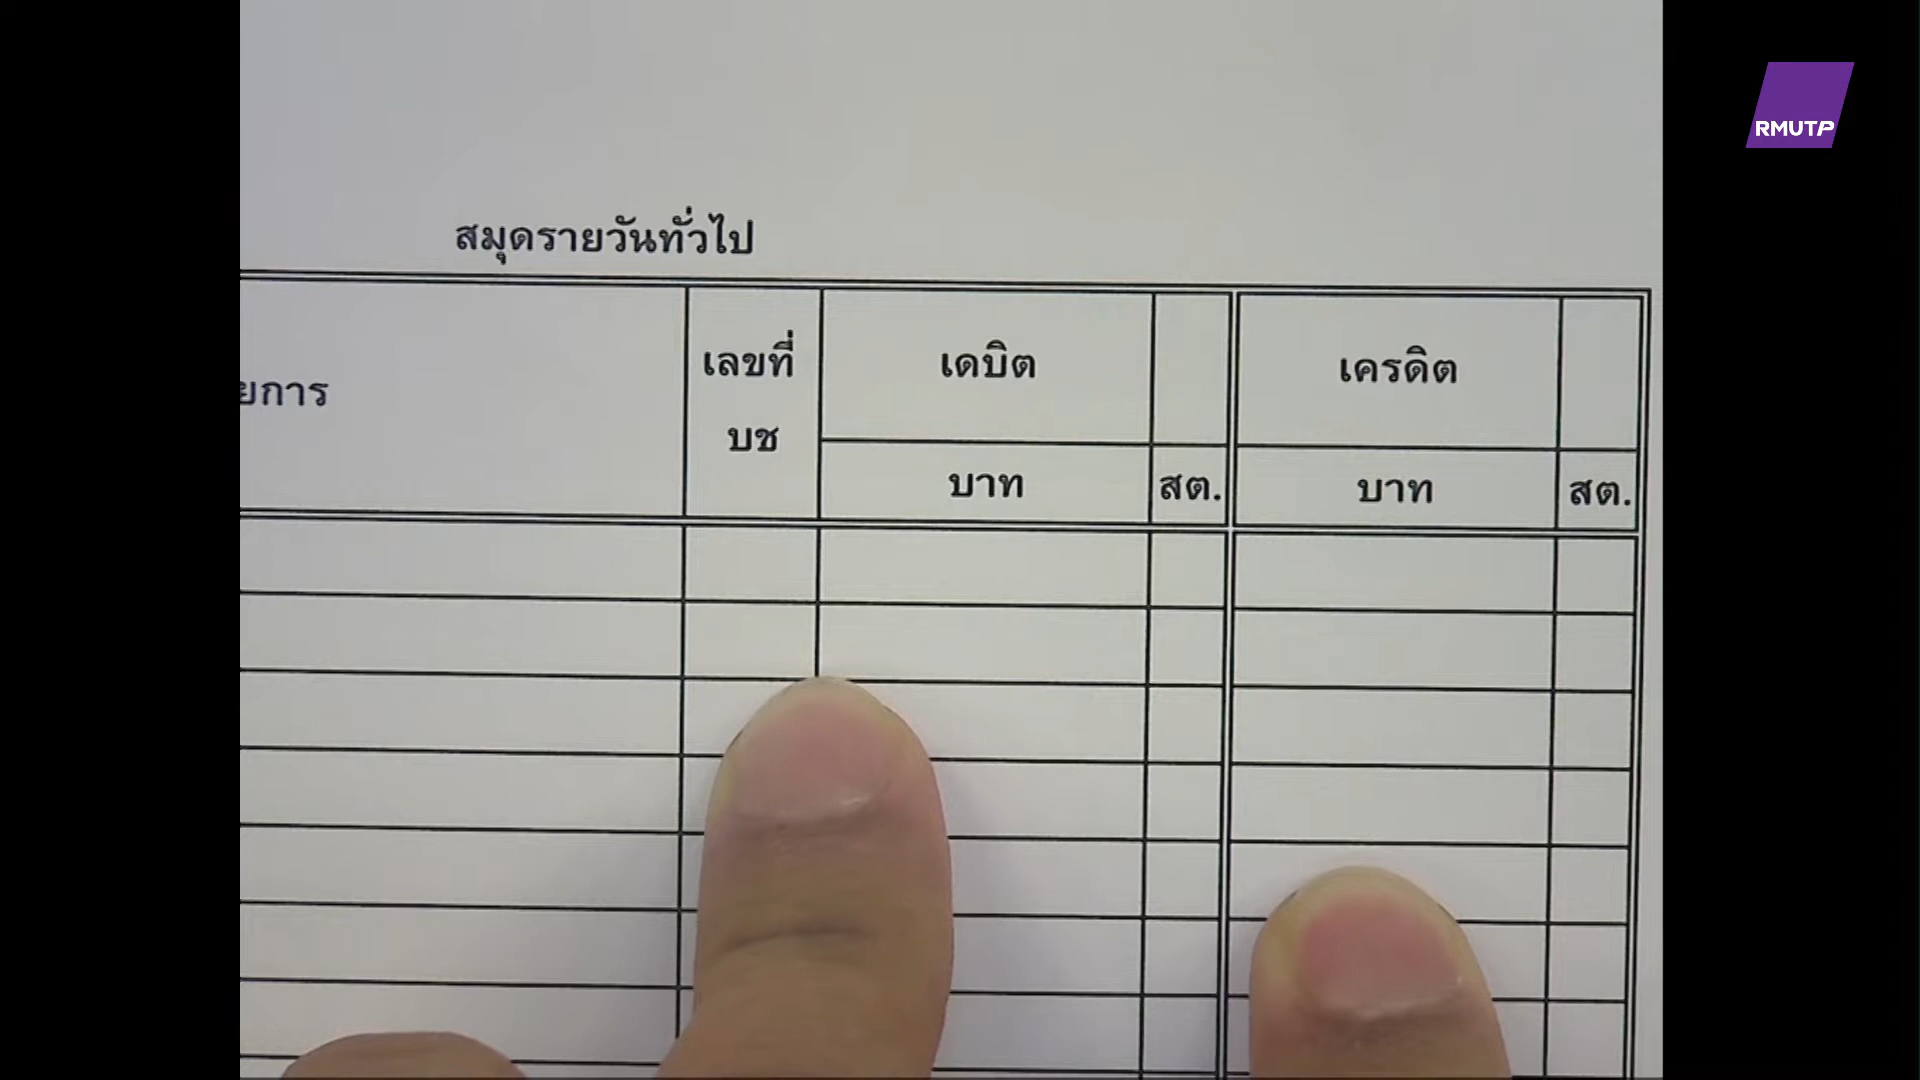 RMUTP
สมุดรายวันทั่วไป
ยการ
เลขที่
บช
เดบิต
เครดิต
บาท
สต.
บาท
สต.